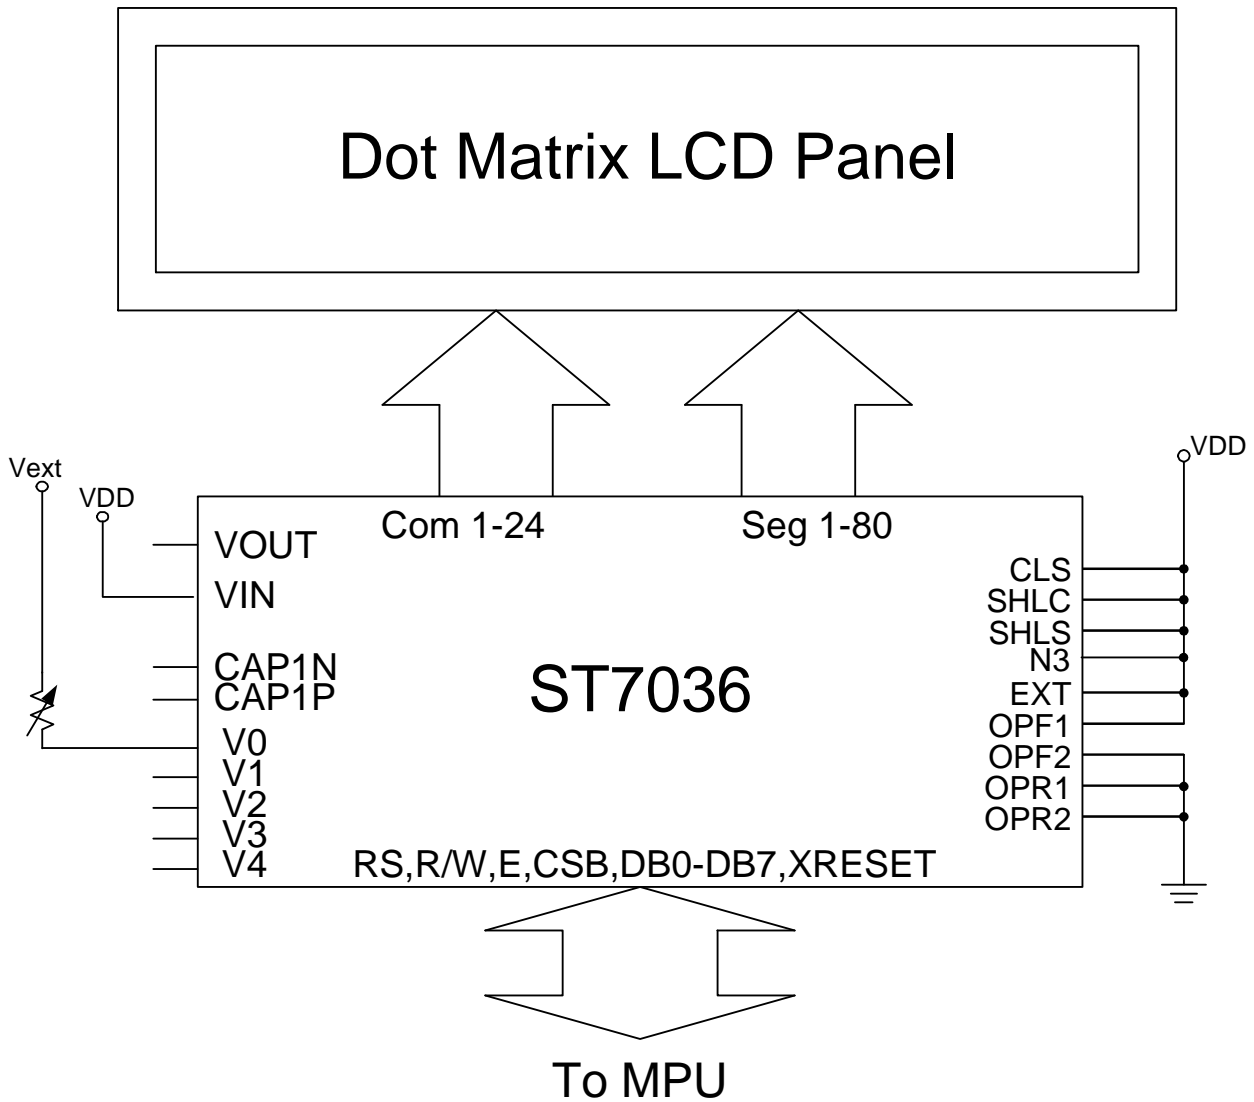 Dot Matrix LCD Panel
Vext
VDD
VDD
Com 1-24
Seg 1-80
VOUT
VIN
CAP1N
CAP1P
V0
V1
V2
V3
V4
ST7036
CLS
SHLC
SHLS
N3
EXT
OPF1
OPF2
OPR1
OPR2
RS,R/W,E,CSB,DB0-DB7,XRESET
To MPU